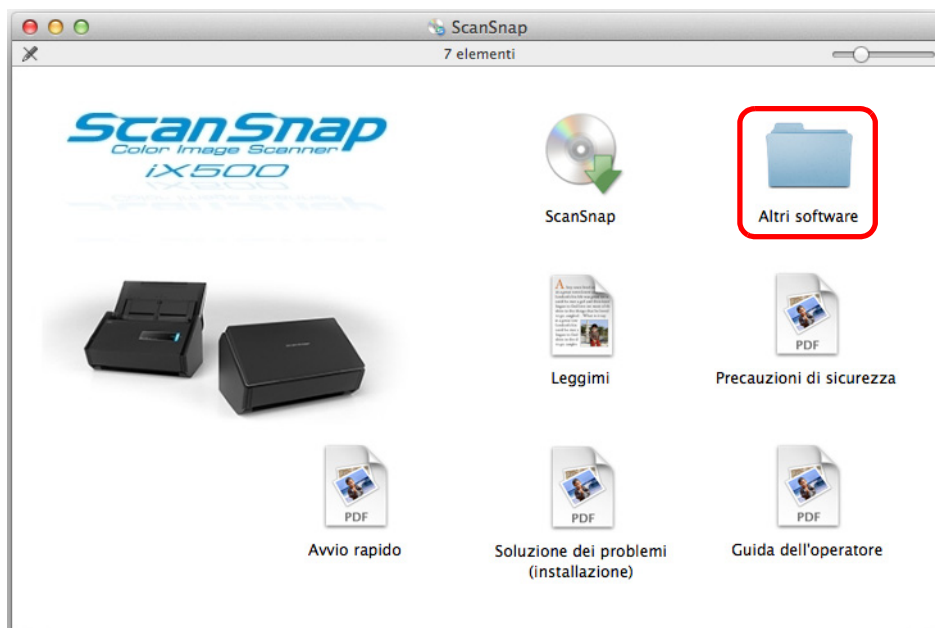 ScanSnap
7 elementi
ScanSnap
Color Image Scanner
iX500
ScanSnap
Altri software
Leggimi
PDF
Precauzioni di sicurezza
PDF
Avvio rapido
PDF
Soluzione dei problemi
(installazione)
PDF
Guida dell'operatore